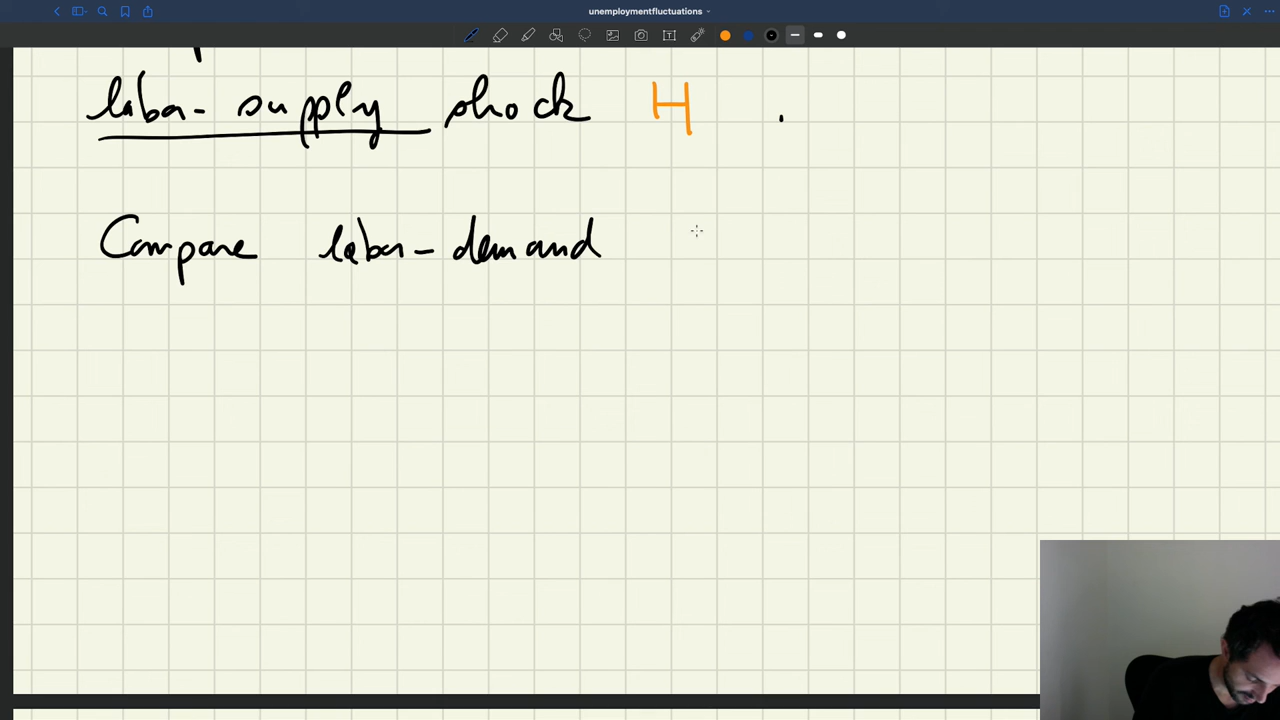 unemploymentfluctuations
labor-supply shock H .
Compare labor-demand